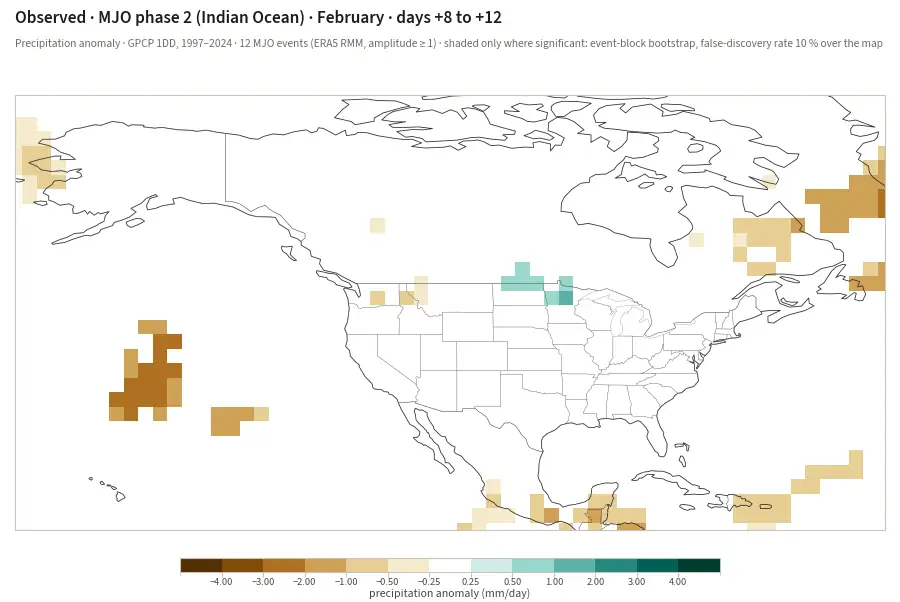 Observed · MJO phase 2 (Indian Ocean) · February · days +8 to +12
Precipitation anomaly · GPCP 1DD, 1997–2024 · 12 MJO events (ERA5 RMM, amplitude ≥ 1) · shaded only where significant: event-block bootstrap, false-discovery rate 10 % over the map
−4.00 −3.00 −2.00 −1.00 −0.50 −0.25 0.25 0.50 1.00 2.00 3.00 4.00
precipitation anomaly (mm/day)